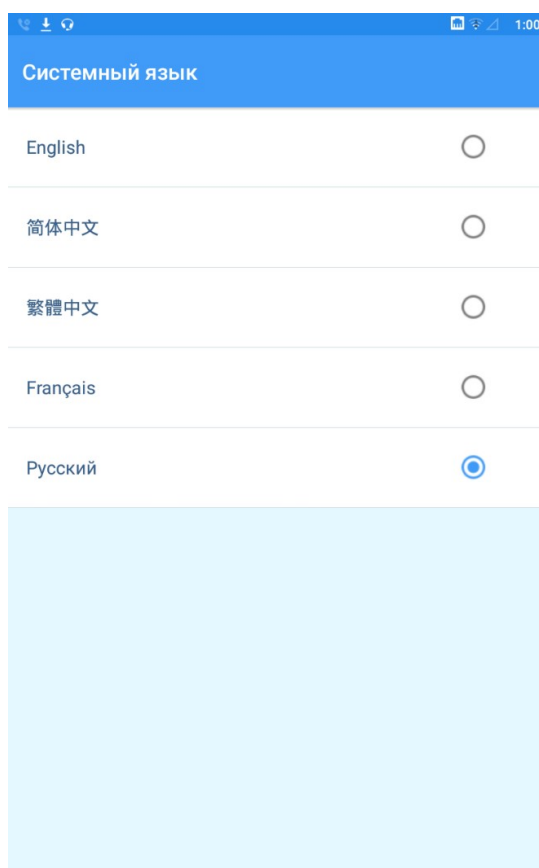 1:00
Системный язык
English
简体中文
繁體中文
Français
Русский